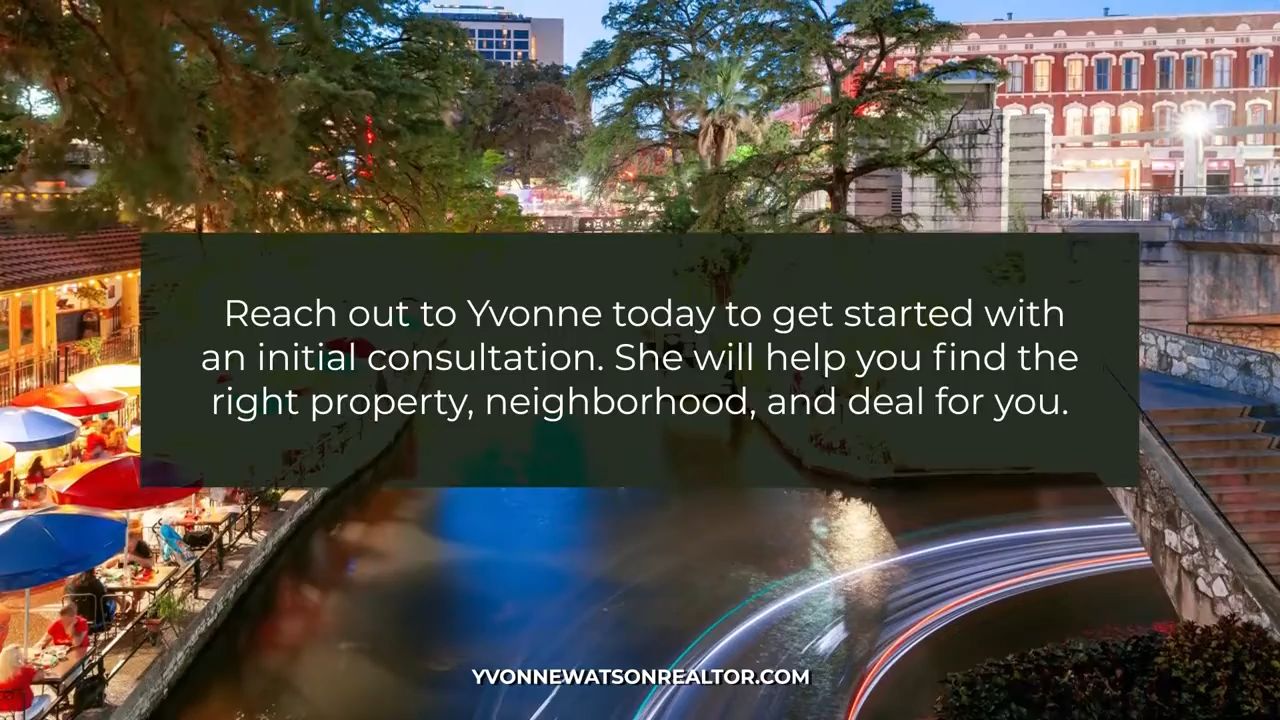 Reach out to Yvonne today to get started with
an initial consultation. She will help you find the
right property, neighborhood, and deal for you.
YVONNEWATSONREALTOR.COM